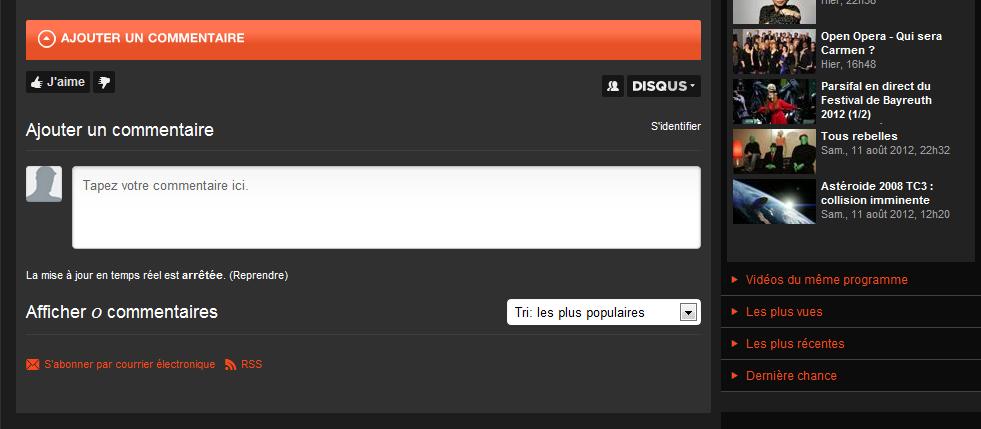 AJOUTER UN COMMENTAIRE
J'aime
DISQUS
Ajouter un commentaire
S'identifier
Tapez votre commentaire ici.
La mise à jour en temps réel est arrêtée. (Reprendre)
Afficher 0 commentaires
Tri: les plus populaires
S'abonner par courrier électronique
RSS
Hier, 22h36
Open Opera - Qui sera
Carmen ?
Hier, 16h48
Parsifal en direct du
Festival de Bayreuth
2012 (1/2)
Tous rebelles
Sam., 11 août 2012, 22h32
Astéroide 2008 TC3 :
collision imminente
Sam., 11 août 2012, 12h20
Vidéos du même programme
Les plus vues
Les plus récentes
Dernière chance